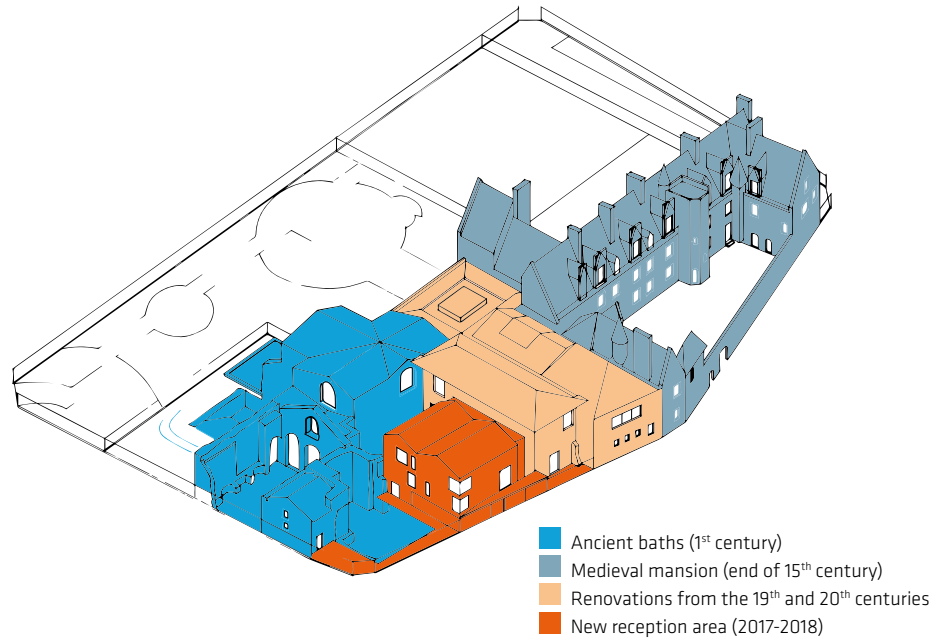 Ancient baths (1st century)
Medieval mansion (end of 15th century)
Renovations from the 19th and 20th centuries
New reception area (2017-2018)